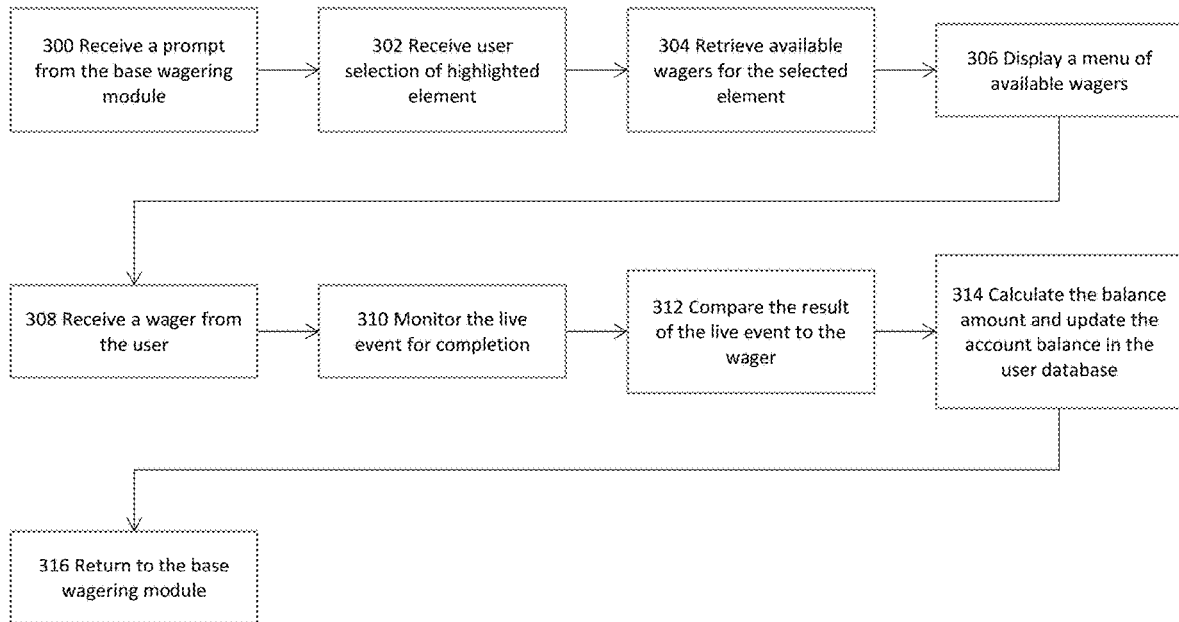 300 Receive a prompt
from the base wagering
module
302 Receive user
selection of highlighted
element
304 Retrieve available
wagers for the selected
element
306 Display a menu of
available wagers
308 Receive a wager from
the user
310 Monitor the live
event for completion
312 Compare the result
of the live event to the
wager
314 Calculate the balance
amount and update the
account balance in the
user database
316 Return to the base
wagering module